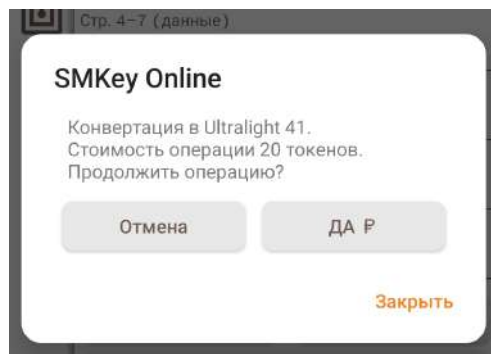 Стр. 4-7 (данные)
SMKey Online
Конвертация в Ultralight 41.
Стоимость операции 20 токенов.
Продолжить операцию?
Отмена
ДА ₽
Закрыть